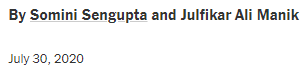 By Somini Sengupta and Julfikar Ali Manik
July 30, 2020